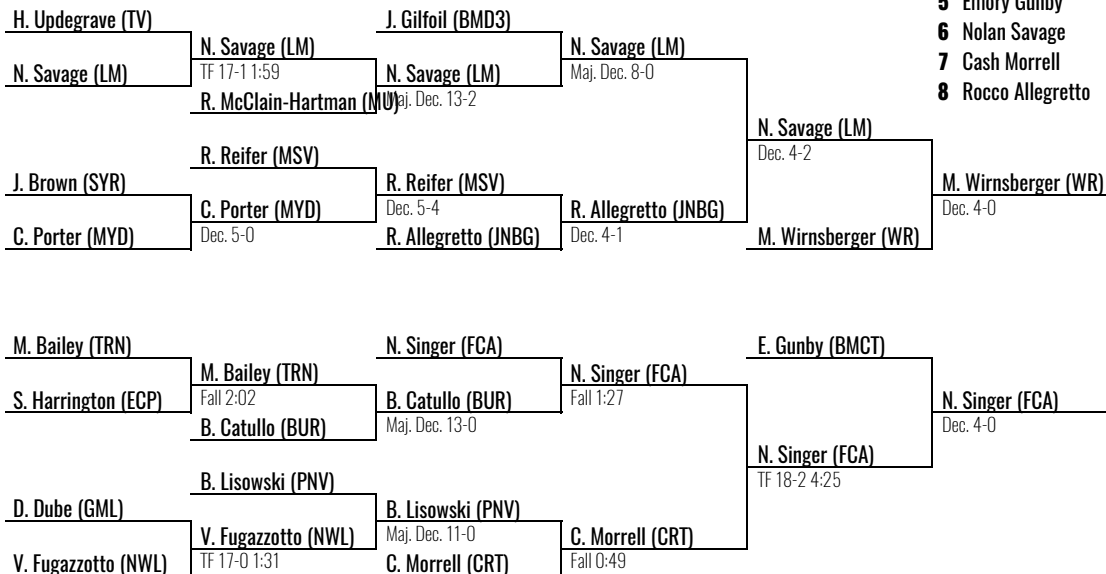 5 Emory Gunby
6 Nolan Savage
7 Cash Morrell
8 Rocco Allegretto
H. Updegrave (TV)
N. Savage (LM)
N. Savage (LM)
TF 17-1 1:59
R. McClain-Hartman (MU)
J. Gilfoil (BMD3)
N. Savage (LM)
Maj. Dec. 13-2
N. Savage (LM)
Maj. Dec. 8-0
N. Savage (LM)
Dec. 4-2
M. Wirnsberger (WR)
Dec. 4-0
J. Brown (SYR)
C. Porter (MYD)
R. Reifer (MSV)
C. Porter (MYD)
Dec. 5-0
R. Reifer (MSV)
Dec. 5-4
R. Allegretto (JNBG)
R. Allegretto (JNBG)
Dec. 4-1
M. Wirnsberger (WR)
M. Bailey (TRN)
S. Harrington (ECP)
M. Bailey (TRN)
Fall 2:02
B. Catullo (BUR)
N. Singer (FCA)
B. Catullo (BUR)
Maj. Dec. 13-0
N. Singer (FCA)
Fall 1:27
E. Gunby (BMCT)
N. Singer (FCA)
TF 18-2 4:25
N. Singer (FCA)
Dec. 4-0
D. Dube (GML)
V. Fugazzotto (NWL)
B. Lisowski (PNV)
V. Fugazzotto (NWL)
TF 17-0 1:31
B. Lisowski (PNV)
Maj. Dec. 11-0
C. Morrell (CRT)
C. Morrell (CRT)
Fall 0:49